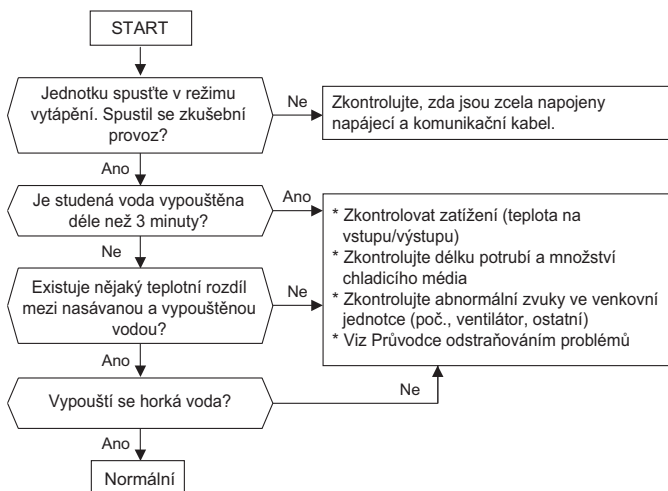 START
Jednotku spusťte v režimu
vytápění. Spustil se zkušební
provoz?
Ne
Zkontrolujte, zda jsou zcela napojeny
napájecí a komunikační kabel.
Ano
Je studená voda vypouštěna
déle než 3 minuty?
Ano
* Zkontrolovat zatížení (teplota na
vstupu/výstupu)
* Zkontrolujte délku potrubí a množství
chladicího média
* Zkontrolujte abnormální zvuky ve venkovní
jednotce (poč., ventilátor, ostatní)
* Viz Průvodce odstraňováním problémů
Ne
Existuje nějaký teplotní rozdíl
mezi nasávanou a vypouštěnou
vodou?
Ne
Ano
Vypouští se horká voda?
Ne
Ano
Normální